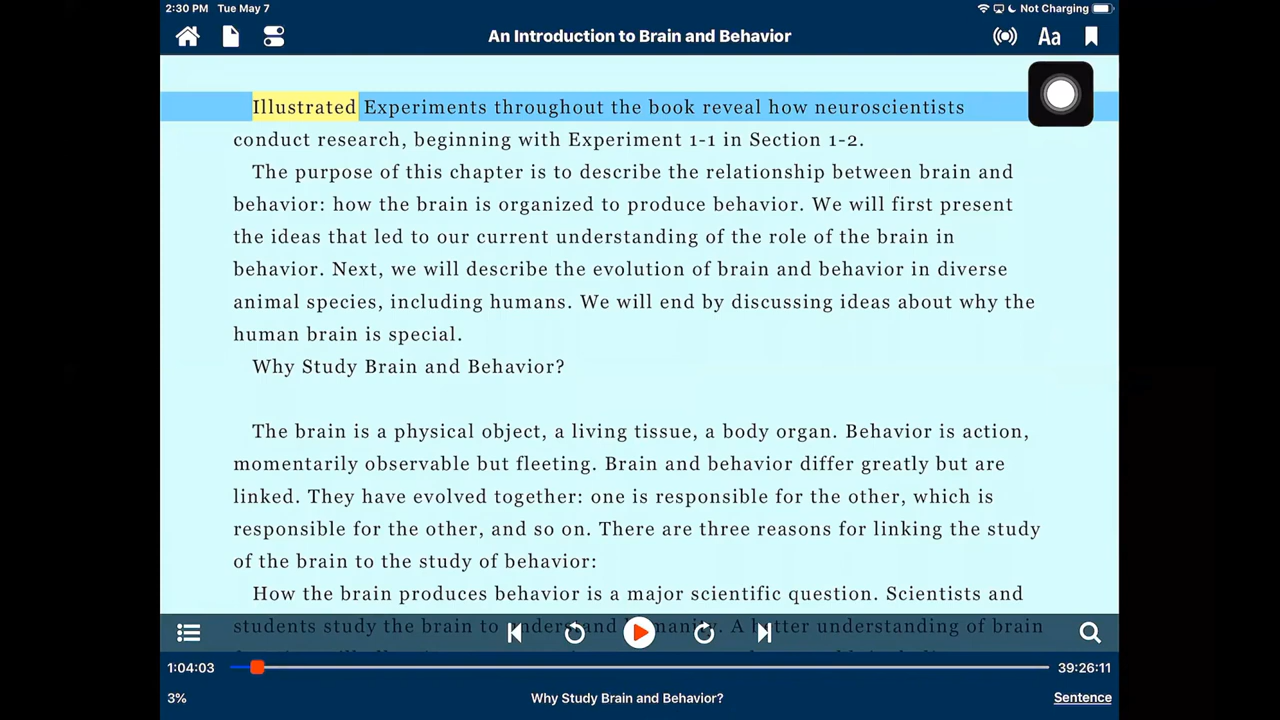 2:30 PM Tue May 7 Not Charging
An Introduction to Brain and Behavior Aa
Illustrated Experiments throughout the book reveal how neuroscientists
conduct research, beginning with Experiment 1-1 in Section 1-2.
The purpose of this chapter is to describe the relationship between brain and
behavior: how the brain is organized to produce behavior. We will first present
the ideas that led to our current understanding of the role of the brain in
behavior. Next, we will describe the evolution of brain and behavior in diverse
animal species, including humans. We will end by discussing ideas about why the
human brain is special.
Why Study Brain and Behavior?
The brain is a physical object, a living tissue, a body organ. Behavior is action,
momentarily observable but fleeting. Brain and behavior differ greatly but are
linked. They have evolved together: one is responsible for the other, which is
responsible for the other, and so on. There are three reasons for linking the study
of the brain to the study of behavior:
How the brain produces behavior is a major scientific question. Scientists and
students study the brain to understand humanity. A better understanding of brain
1:04:03 39:26:11
3% Why Study Brain and Behavior? Sentence